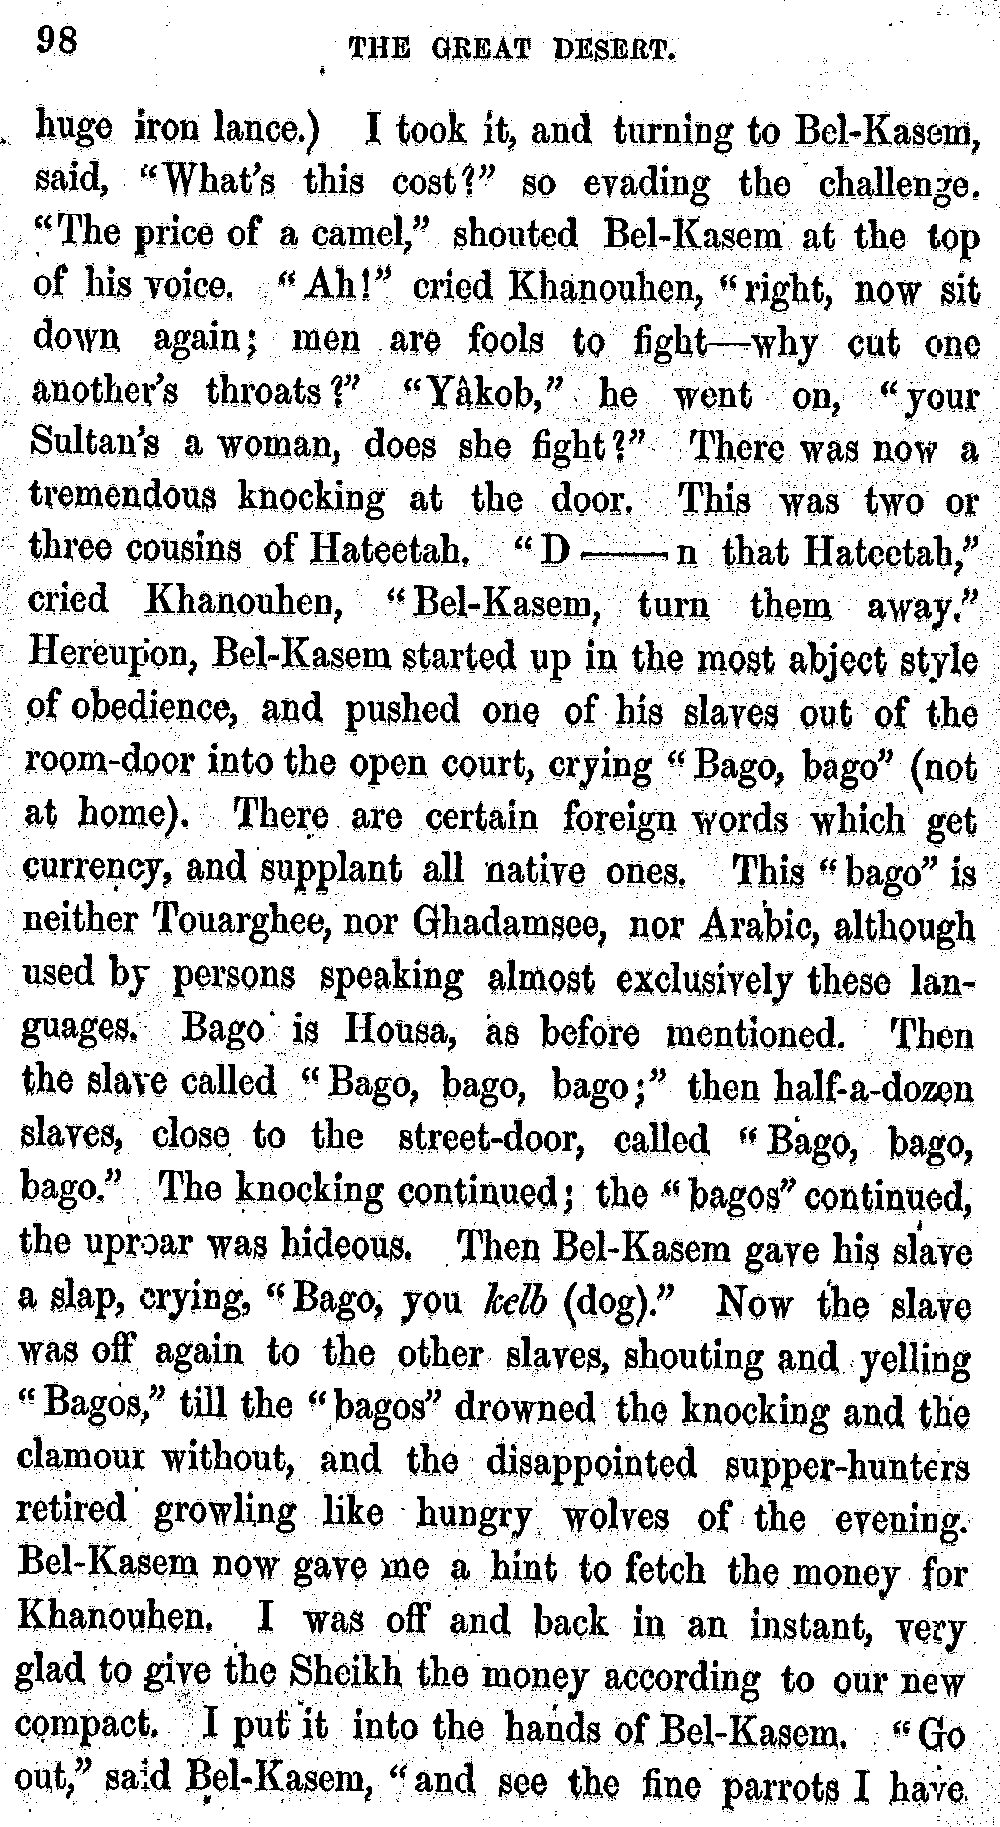 98
THE GREAT DESERT.
huge iron lance.) I took it, and turning to Bel-Kasem,
said, “What’s this cost?” so evading the challenge.
“The price of a camel,” shouted Bel-Kasem at the top
of his voice. “Ah!” cried Khanouhen, “right, now sit
down again; men are fools to fight—why cut one
another’s throats?” “Yâkob,” he went on, “your
Sultan’s a woman, does she fight?” There was now a
tremendous knocking at the door. This was two or
three cousins of Hateetah. “D——n that Hateetah,”
cried Khanouhen, “Bel-Kasem, turn them away.”
Hereupon, Bel-Kasem started up in the most abject style
of obedience, and pushed one of his slaves out of the
room-door into the open court, crying “Bago, bago” (not
at home). There are certain foreign words which get
currency, and supplant all native ones. This “bago” is
neither Touarghee, nor Ghadamsee, nor Arabic, although
used by persons speaking almost exclusively these lan-
guages. Bago is Housa, as before mentioned. Then
the slave called “Bago, bago, bago;” then half-a-dozen
slaves, close to the street-door, called “Bago, bago,
bago.” The knocking continued; the “bagos” continued,
the uproar was hideous. Then Bel-Kasem gave his slave
a slap, crying, “Bago, you kelb (dog).” Now the slave
was off again to the other slaves, shouting and yelling
“Bagos,” till the “bagos” drowned the knocking and the
clamour without, and the disappointed supper-hunters
retired growling like hungry wolves of the evening.
Bel-Kasem now gave me a hint to fetch the money for
Khanouhen. I was off and back in an instant, very
glad to give the Sheikh the money according to our new
compact. I put it into the hands of Bel-Kasem. “Go
out,” said Bel-Kasem, “and see the fine parrots I have